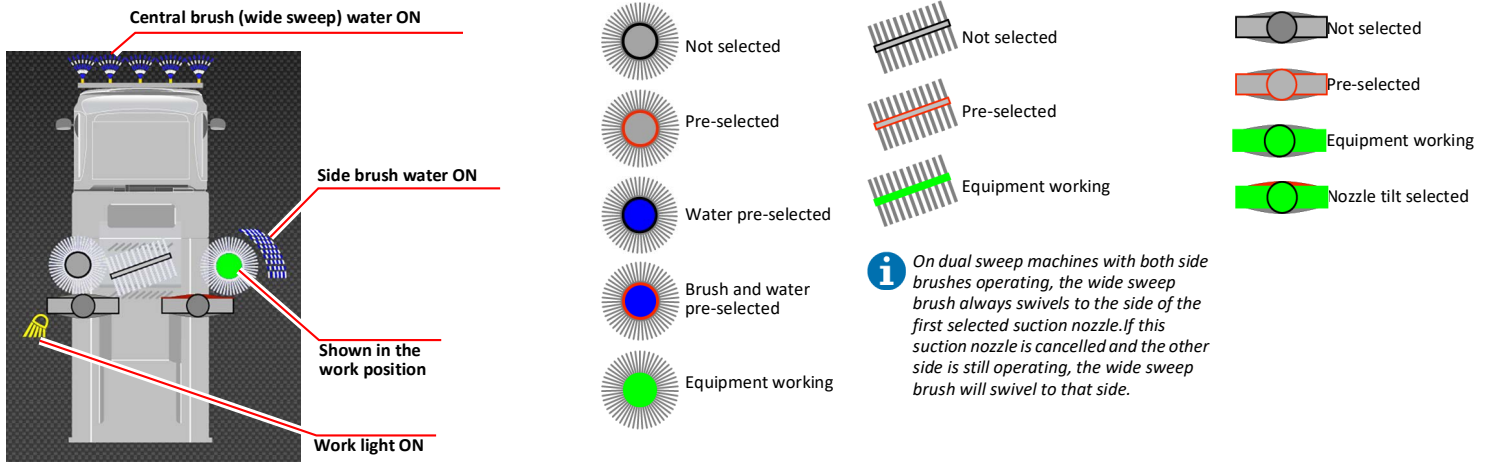 Central brush (wide sweep) water ON
Side brush water ON
Shown in the
work position
Work light ON
Not selected
Pre-selected
Water pre-selected
Brush and water
pre-selected
Equipment working
Not selected
Pre-selected
Equipment working
i
On dual sweep machines with both side
brushes operating, the wide sweep
brush always swivels to the side of the
first selected suction nozzle.If this
suction nozzle is cancelled and the other
side is still operating, the wide sweep
brush will swivel to that side.
Not selected
Pre-selected
Equipment working
Nozzle tilt selected